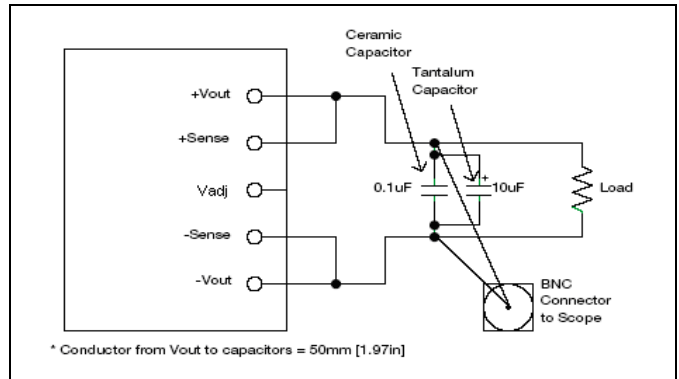 Ceramic
Capacitor
Tantalum
Capacitor
+Vout
+Sense
Vadj
-Sense
-Vout
0.1uF
+
10uF
Load
BNC
Connector
to Scope
* Conductor from Vout to capacitors = 50mm [1.97in]